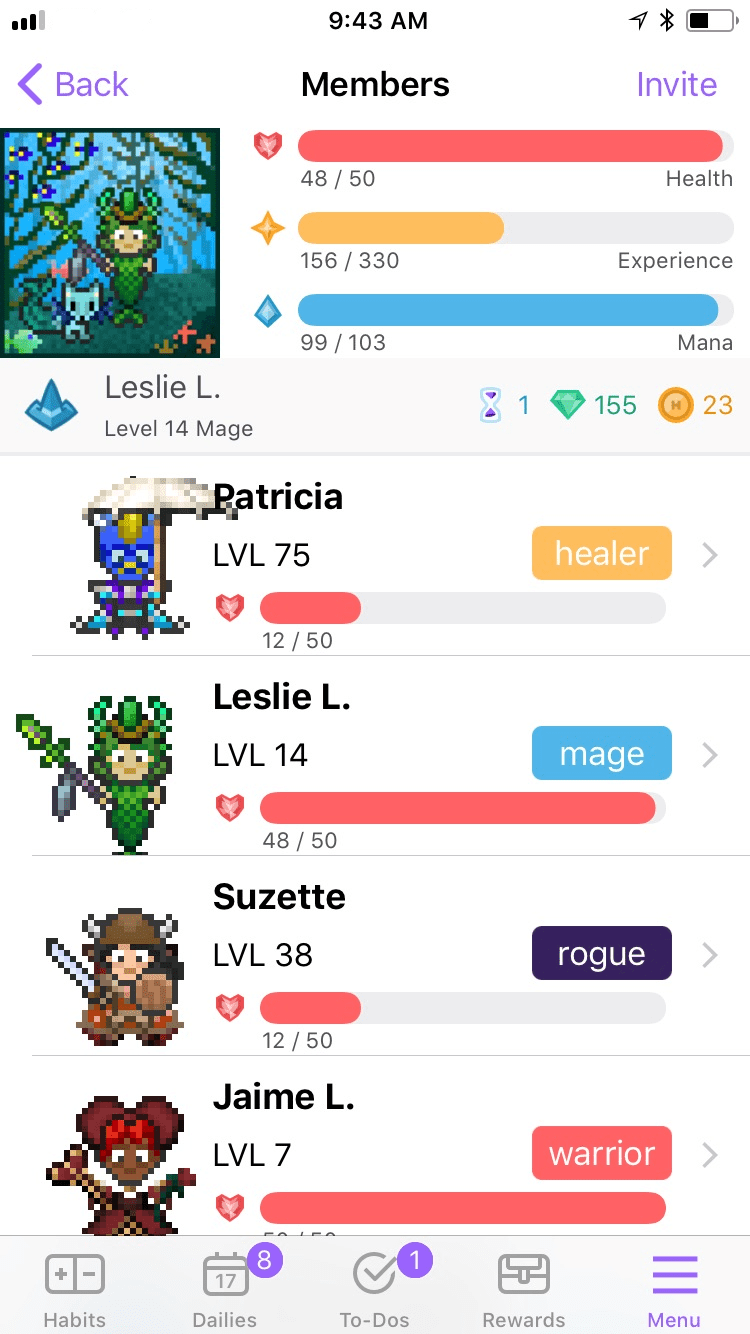 9:43 AM
Back
Members
Invite
48 / 50
Health
156 / 330
Experience
99 / 103
Mana
Leslie L.
Level 14 Mage
1
155
H
23
Patricia
LVL 75
healer
12 / 50
Leslie L.
LVL 14
mage
48 / 50
Suzette
LVL 38
rogue
12 / 50
Jaime L.
LVL 7
warrior
8
1
17
Habits
Dailies
To-Dos
Rewards
Menu